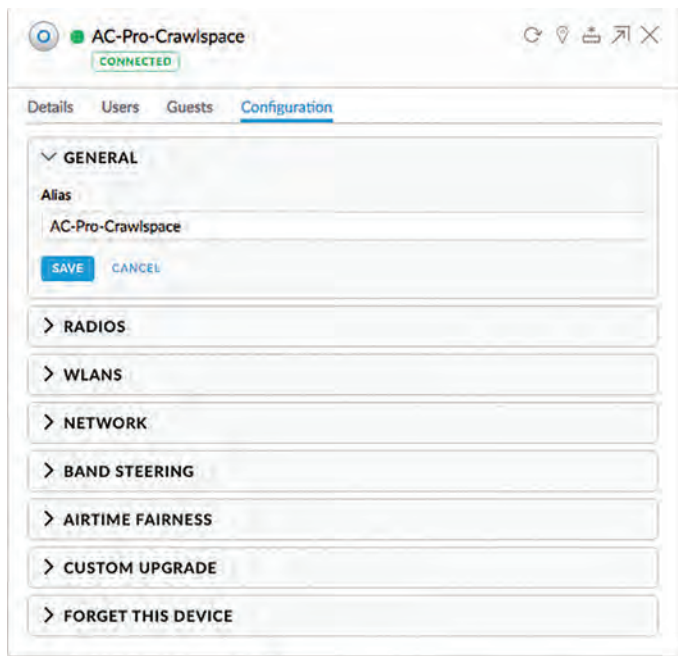 AC-Pro-Crawlspace
CONNECTED
Details Users Guests Configuration
GENERAL
Alias
AC-Pro-Crawlspace
SAVE CANCEL
RADIOS
WLANS
NETWORK
BAND STEERING
AIRTIME FAIRNESS
CUSTOM UPGRADE
FORGET THIS DEVICE